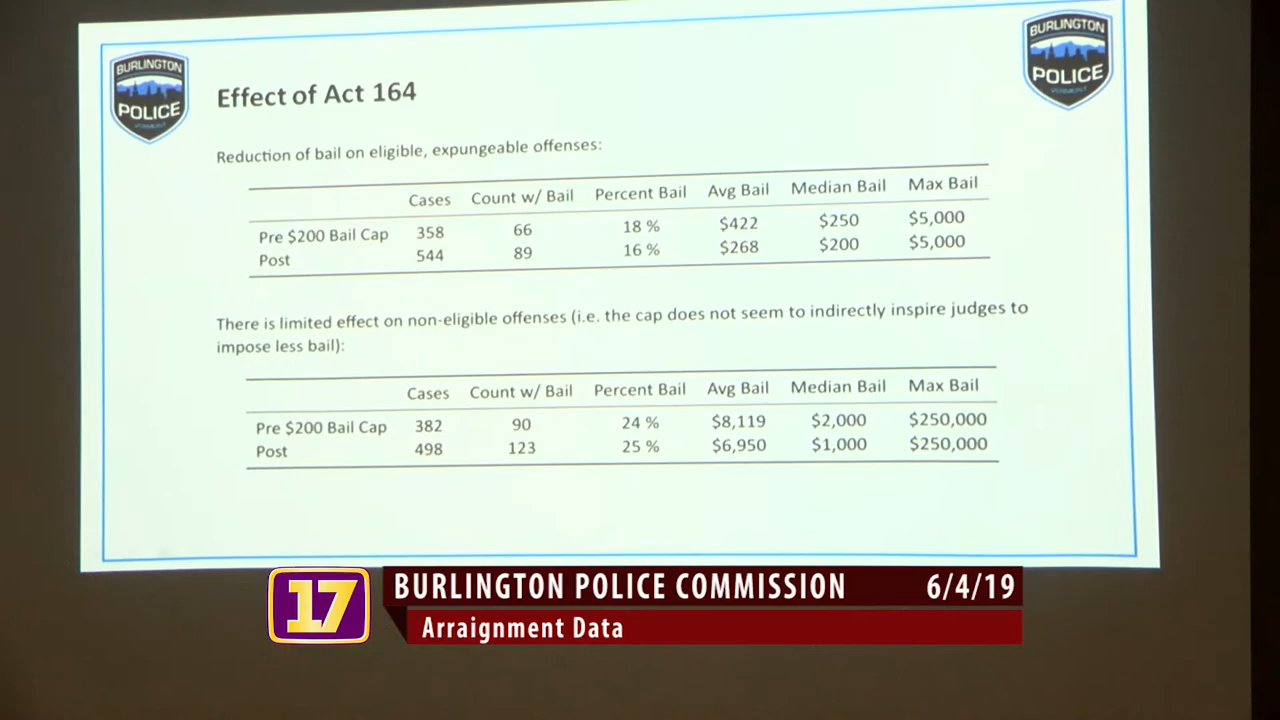 BURLINGTON
POLICE
VERMONT
BURLINGTON
POLICE
VERMONT
Effect of Act 164
Reduction of bail on eligible, expungeable offenses:
Cases Count w/ Bail Percent Bail Avg Bail Median Bail Max Bail
Pre $200 Bail Cap 358 66 18 % $422 $250 $5,000
Post 544 89 16 % $268 $200 $5,000
There is limited effect on non-eligible offenses (i.e. the cap does not seem to indirectly inspire judges to
impose less bail):
Cases Count w/ Bail Percent Bail Avg Bail Median Bail Max Bail
Pre $200 Bail Cap 382 90 24 % $8,119 $2,000 $250,000
Post 498 123 25 % $6,950 $1,000 $250,000
17 BURLINGTON POLICE COMMISSION 6/4/19
Arraignment Data